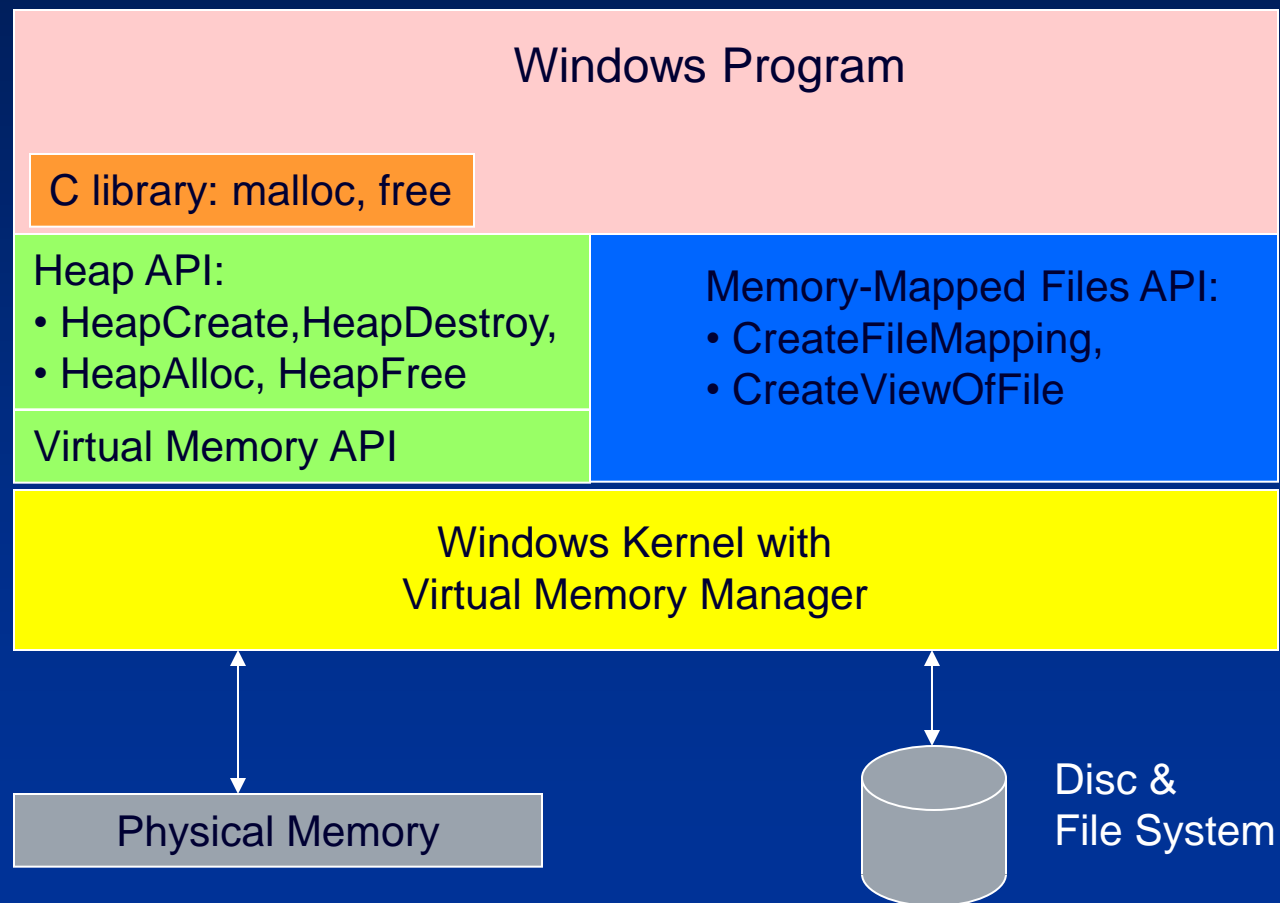 Windows Program
C library: malloc, free
Heap API:
• HeapCreate,HeapDestroy,
• HeapAlloc, HeapFree
Memory-Mapped Files API:
• CreateFileMapping,
• CreateViewOfFile
Virtual Memory API
Windows Kernel with
Virtual Memory Manager
Physical Memory
Disc &
File System